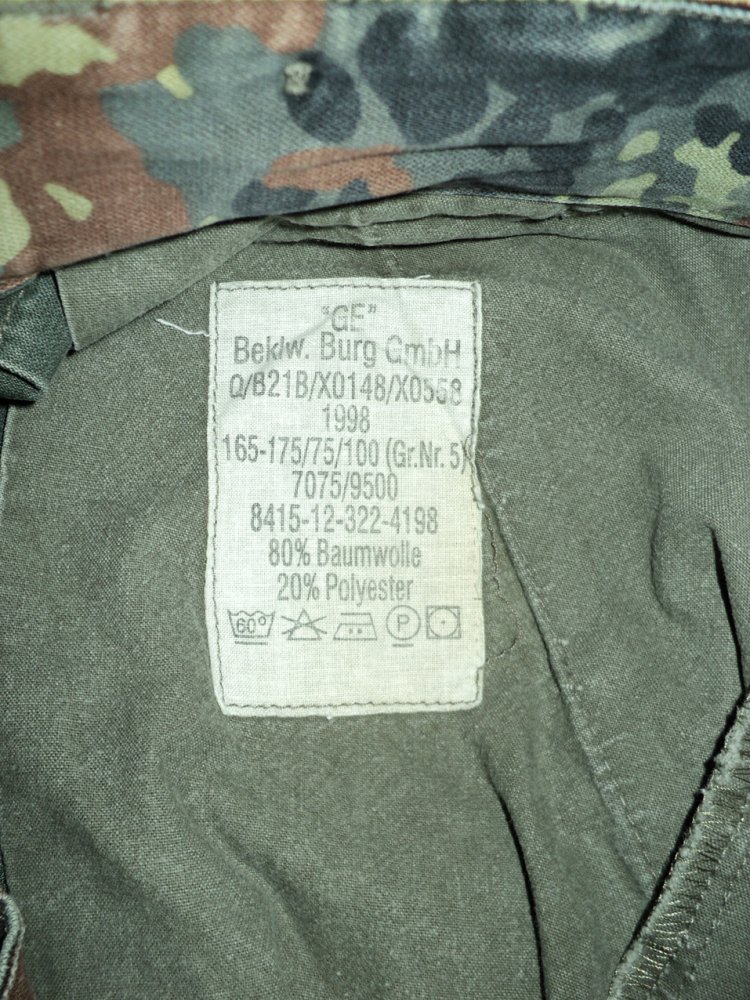 "GE"
Beklw. Burg GmbH
Q/B21B/X0148/X0558
1998
165-175/75/100 (Gr.Nr. 5)
7075/9500
8415-12-322-4198
80% Baumwolle
20% Polyester
60° P